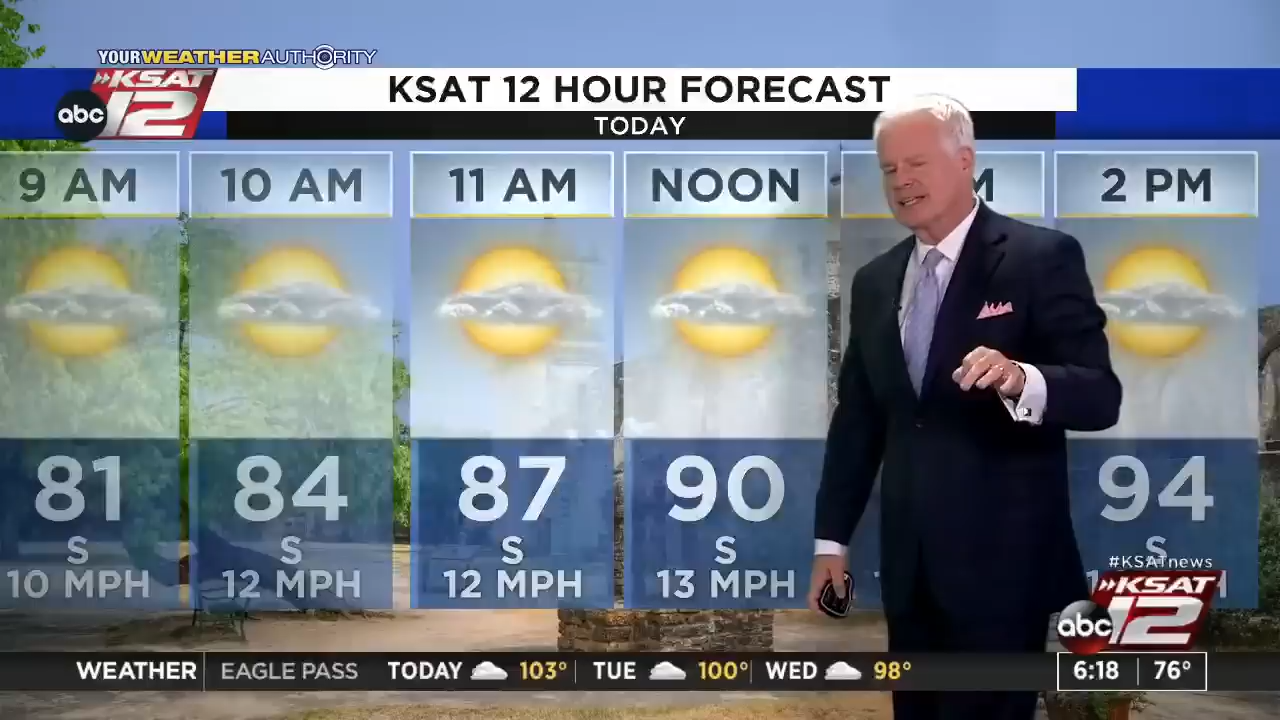 YOURWEATHERAUTHORITY
KSAT
abc 12
KSAT 12 HOUR FORECAST
TODAY
9 AM 10 AM 11 AM NOON M 2 PM
81 84 87 90 94
S S S S S
10 MPH 12 MPH 12 MPH 13 MPH
#KSATnews
KSAT
abc 12
WEATHER EAGLE PASS TODAY 103° TUE 100° WED 98° 6:18 76°